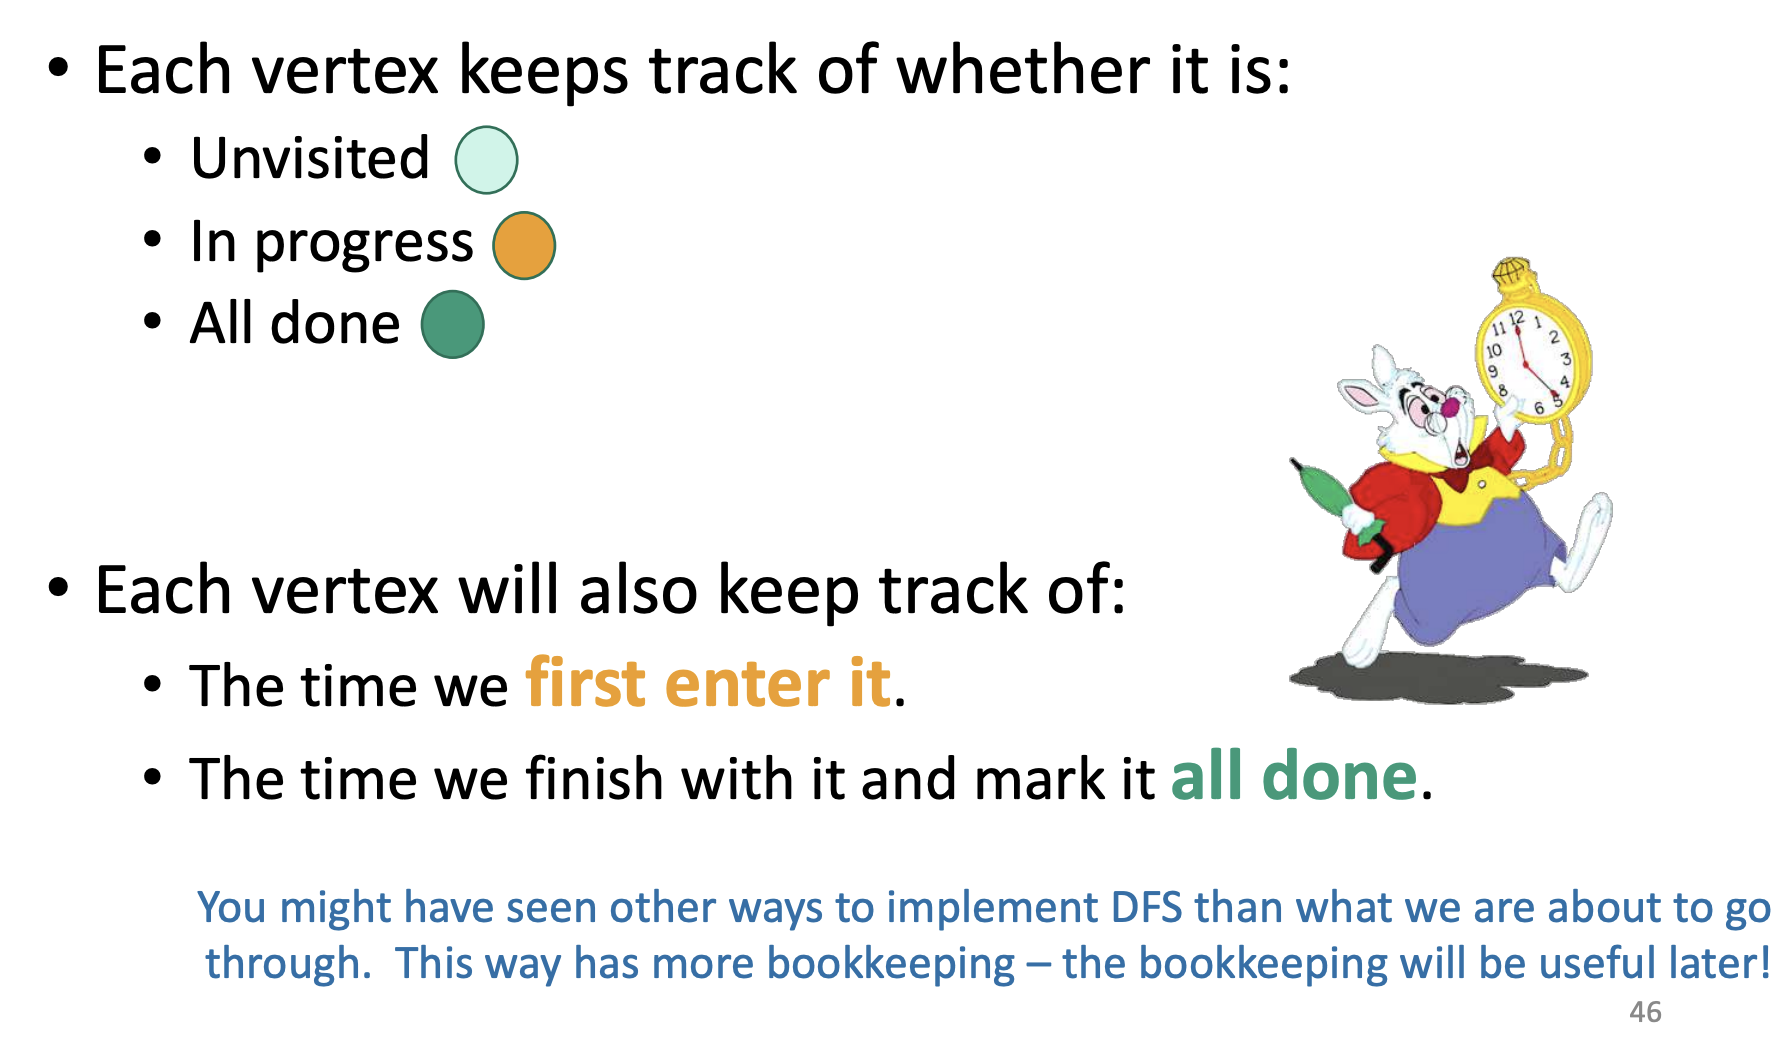 • Each vertex keeps track of whether it is:
• Unvisited
• In progress
• All done
11 12 1
10 2
9 3
8 4
6 5
• Each vertex will also keep track of:
• The time we first enter it.
• The time we finish with it and mark it all done.
You might have seen other ways to implement DFS than what we are about to go
through. This way has more bookkeeping – the bookkeeping will be useful later!
46